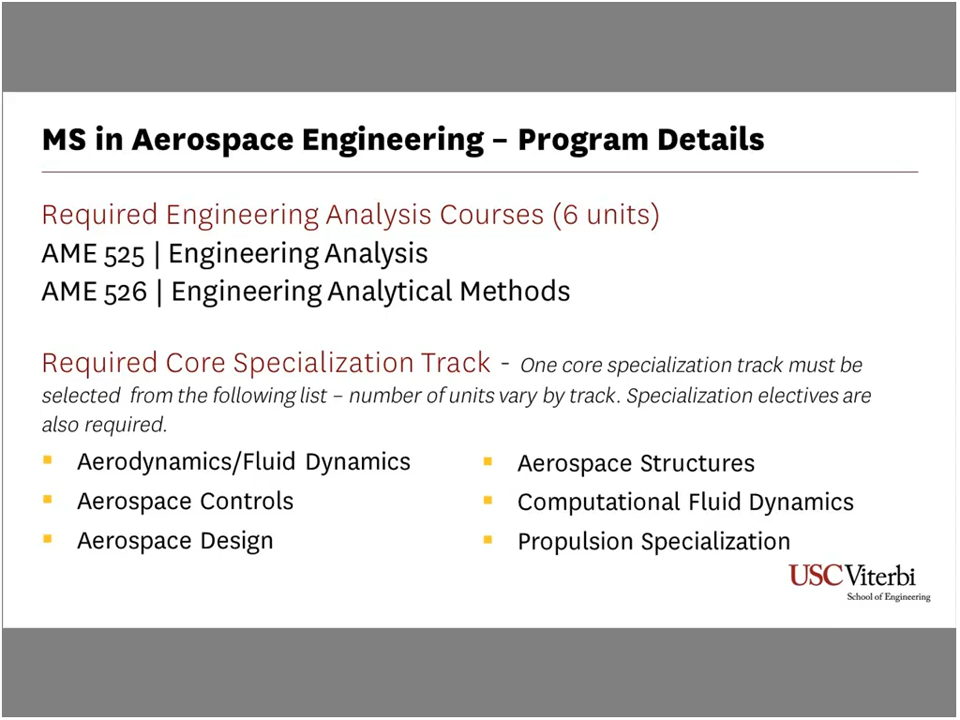 MS in Aerospace Engineering – Program Details
Required Engineering Analysis Courses (6 units)
AME 525 | Engineering Analysis
AME 526 | Engineering Analytical Methods
Required Core Specialization Track - One core specialization track must be
selected from the following list – number of units vary by track. Specialization electives are
also required.
▪ Aerodynamics/Fluid Dynamics
▪ Aerospace Controls
▪ Aerospace Design
▪ Aerospace Structures
▪ Computational Fluid Dynamics
▪ Propulsion Specialization
USC Viterbi
School of Engineering